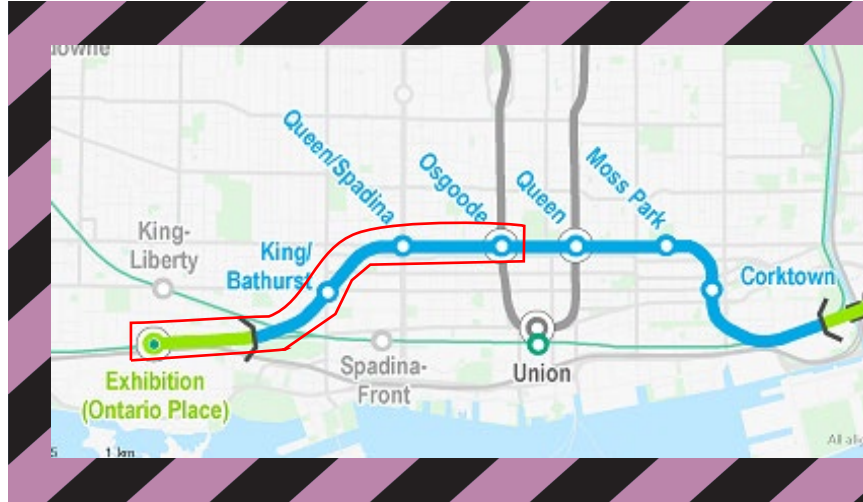 Queen/Spadina
Osgoode
Queen
Moss Park
King-
Liberty
King/
Bathurst
Corktown
Exhibition
(Ontario Place)
Spadina-
Front
Union
1 km